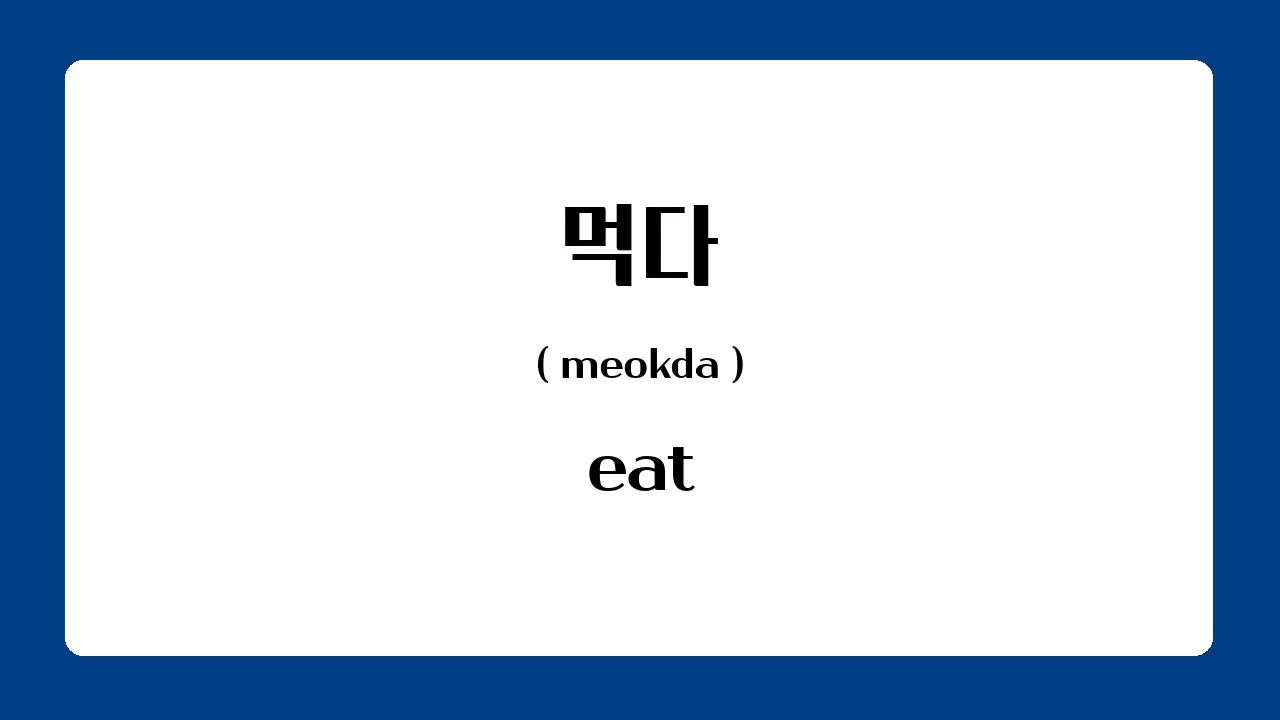 먹다
( meokda )
eat